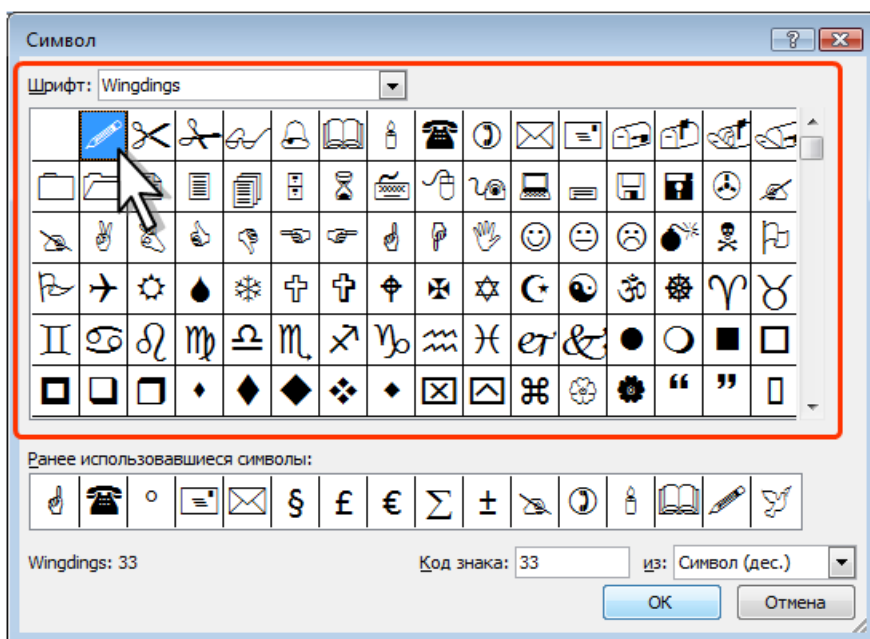 Символ
Шрифт: Wingdings
Ранее использовавшиеся символы:
° § £ € ∑ ±
Wingdings: 33 Код знака: 33 из: Символ (дес.)
ОК Отмена